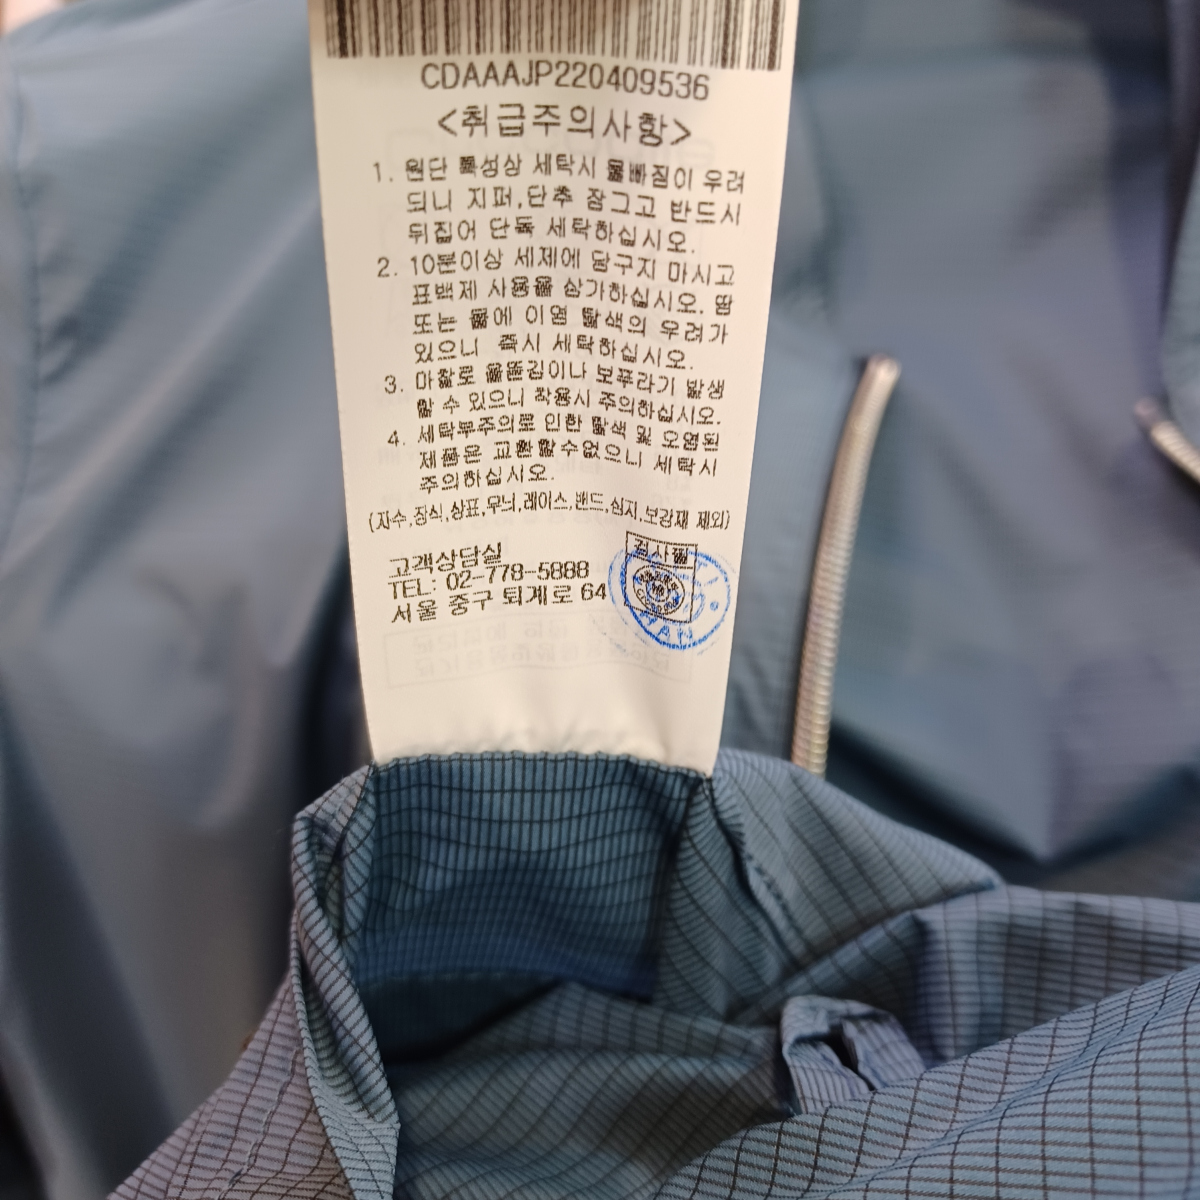 CDAAAJP220409536
<취급주의사항>
1. 원단 특성상 세탁시 물빠짐이 우려
되니 지퍼,단추 잠그고 반드시
뒤집어 단독 세탁하십시오.
2. 10분이상 세제에 담구지 마시고
표백제 사용을 삼가하십시오. 땀
또는 물에 이염 탈색의 우려가
있으니 즉시 세탁하십시오.
3. 마찰로 올뜯김이나 보푸라기 발생
할 수 있으니 착용시 주의하십시오.
4. 세탁부주의로 인한 탈색 및 오염된
제품은 교환할수없으니 세탁시
주의하십시오.
(자수,장식,상표,무늬,레이스,밴드,심지,보강재 제외)
고객상담실
TEL: 02-778-5888
서울 중구 퇴계로 64
검사필